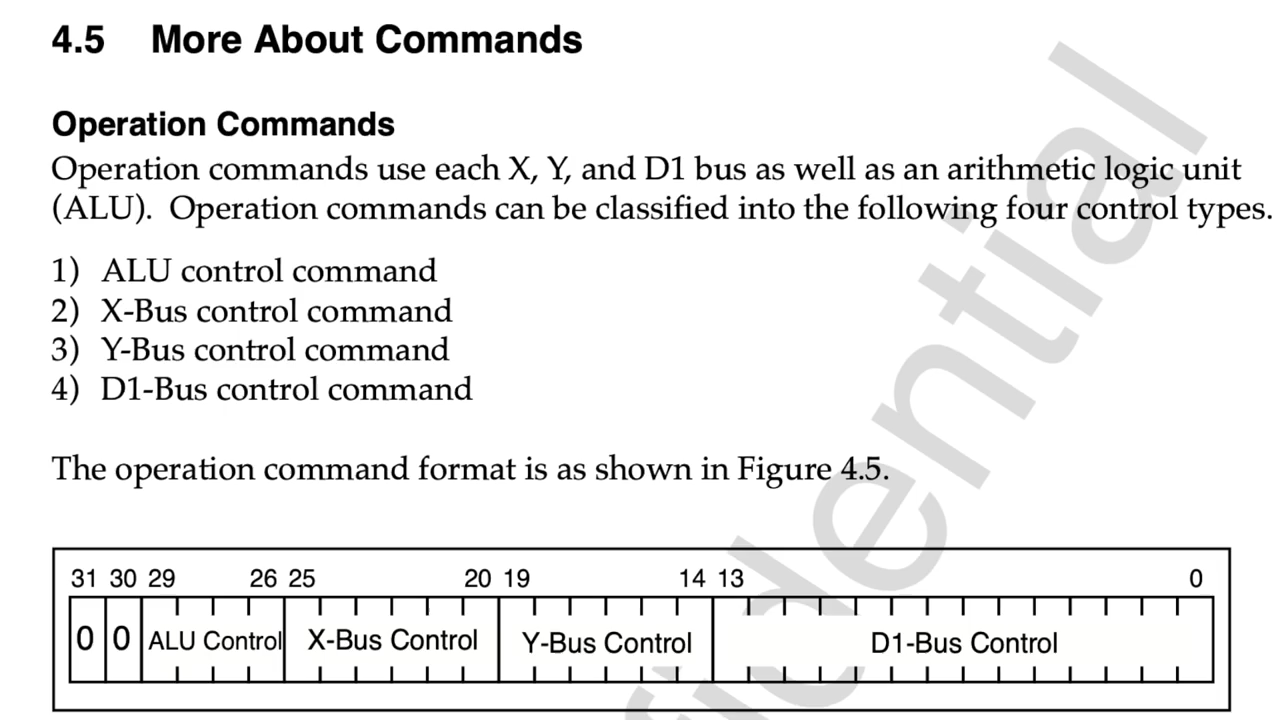 4.5 More About Commands
Operation Commands
Operation commands use each X, Y, and D1 bus as well as an arithmetic logic unit
(ALU). Operation commands can be classified into the following four control types.
1) ALU control command
2) X-Bus control command
3) Y-Bus control command
4) D1-Bus control command
The operation command format is as shown in Figure 4.5.
31 30 29 26 25 20 19 14 13 0
0 0 ALU Control X-Bus Control Y-Bus Control D1-Bus Control
fidential